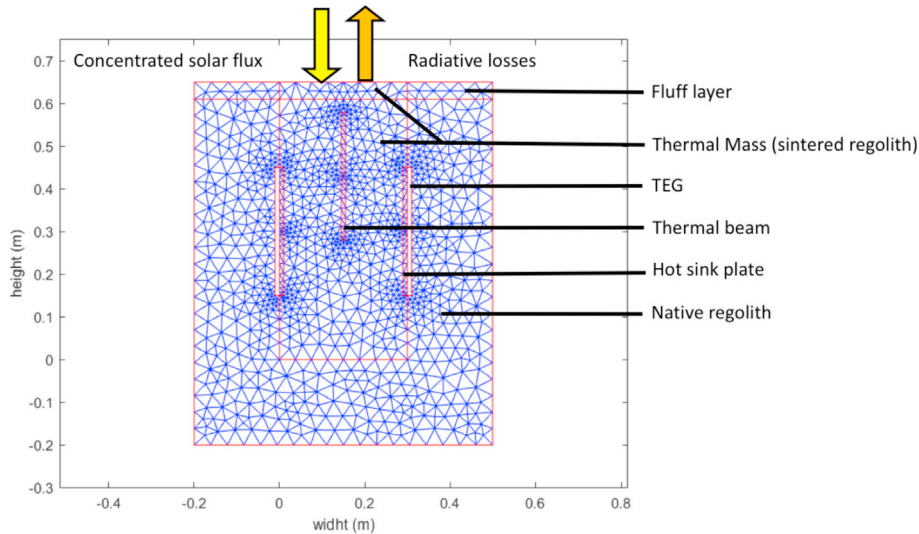 Concentrated solar flux
Radiative losses
Fluff layer
Thermal Mass (sintered regolith)
TEG
Thermal beam
Hot sink plate
Native regolith
height (m)
0.7
0.6
0.5
0.4
0.3
0.2
0.1
0
-0.1
-0.2
-0.3
-0.4
-0.2
0
0.2
0.4
0.6
0.8
widht (m)